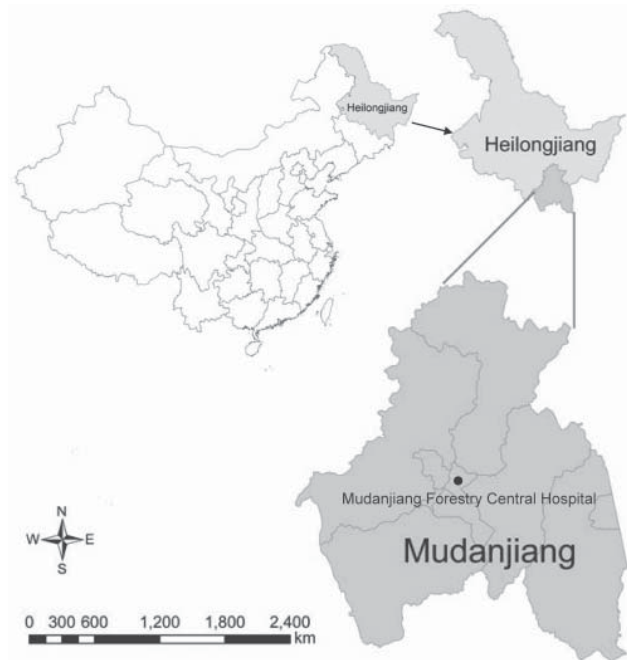 Heilongjiang
Heilongjiang
Mudanjiang Forestry Central Hospital
Mudanjiang
N
W E
S
0 300 600 1,200 1,800 2,400
km